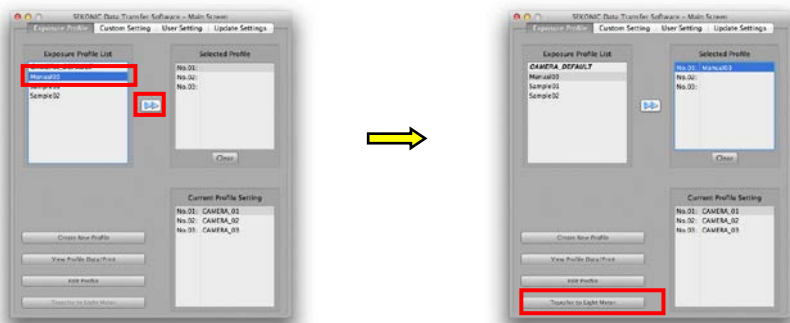 SEKONIC Data Transfer Software – Main Screen
Exposure Profile Custom Setting User Setting Update Settings
Exposure Profile List
CAMERA_DEFAULT
Manual03
Sample01
Sample02
Selected Profile
No.01:
No.02:
No.03:
Clear
Current Profile Setting
No.01: CAMERA_01
No.02: CAMERA_02
No.03: CAMERA_03
Create New Profile
View Profile Data/Print
Edit Profile
Transfer to Light Meter
SEKONIC Data Transfer Software – Main Screen
Exposure Profile Custom Setting User Setting Update Settings
Exposure Profile List
CAMERA_DEFAULT
Manual03
Sample01
Sample02
Selected Profile
No.01: Manual03
No.02:
No.03:
Clear
Current Profile Setting
No.01: CAMERA_01
No.02: CAMERA_02
No.03: CAMERA_03
Create New Profile
View Profile Data/Print
Edit Profile
Transfer to Light Meter